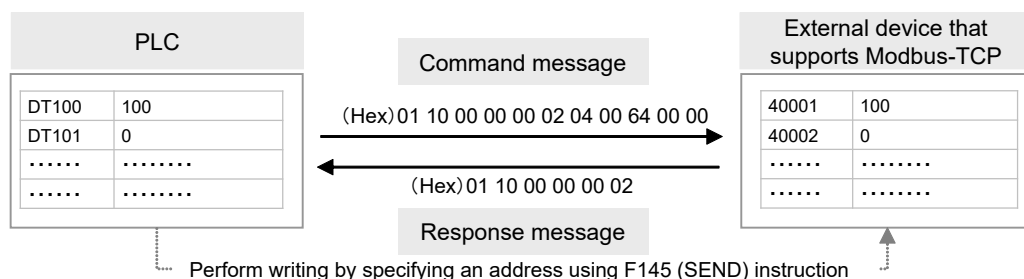 PLC
External device that
supports Modbus-TCP
Command message
DT100 100
DT101 0
...... ........
...... ........
（Hex）01 10 00 00 00 02 04 00 64 00 00
（Hex）01 10 00 00 00 02
40001 100
40002 0
...... ........
...... ........
Response message
Perform writing by specifying an address using F145 (SEND) instruction